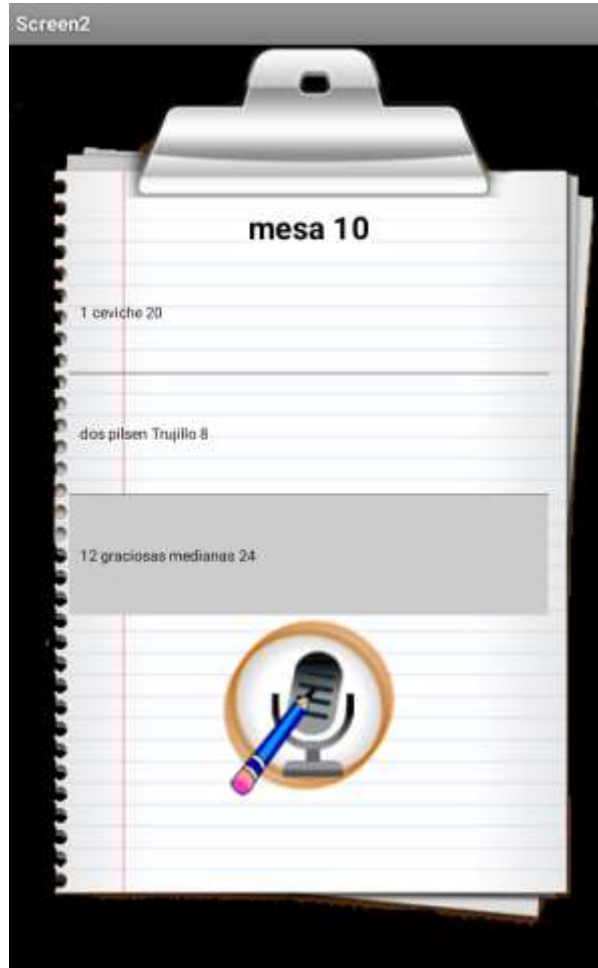 Screen2
mesa 10
1 ceviche 20
dos pilsen Trujillo 8
12 graciosas medianas 24